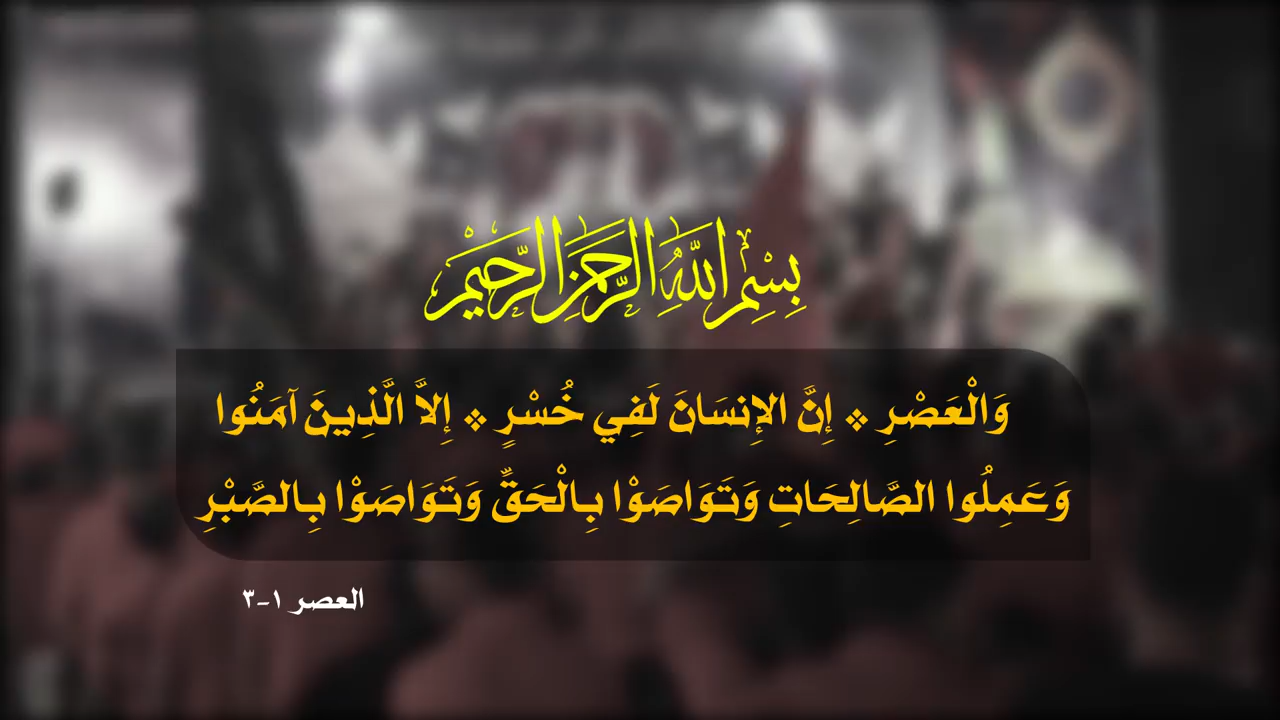 بِسْمِ اللَّهِ الرَّحْمَنِ الرَّحِيمِ
وَالْعَصْرِ ۞ إِنَّ الإِنسَانَ لَفِي خُسْرٍ ۞ إِلاَّ الَّذِينَ آمَنُوا
وَعَمِلُوا الصَّالِحَاتِ وَتَوَاصَوْا بِالْحَقِّ وَتَوَاصَوْا بِالصَّبْرِ
العصر ١-٣